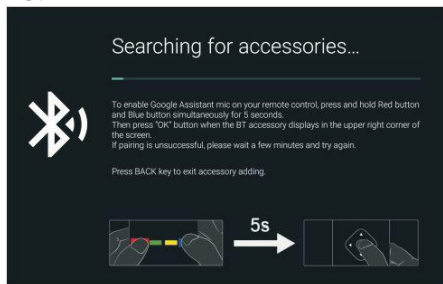 Searching for accessories...
To enable Google Assistant mic on your remote control, press and hold Red button
and Blue button simultaneously for 5 seconds.
Then press "OK" button when the BT accessory displays in the upper right corner of
the screen.
If pairing is unsuccessful, please wait a few minutes and try again.
Press BACK key to exit accessory adding.
5s